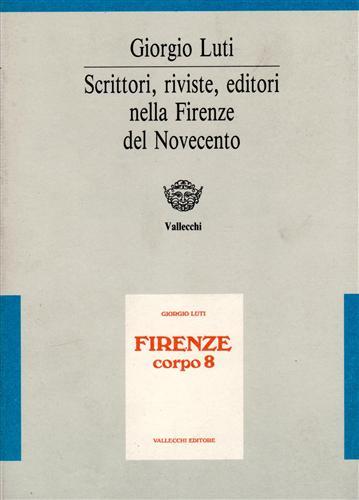 Giorgio Luti
Scrittori, riviste, editori
nella Firenze
del Novecento
Vallecchi
GIORGIO LUTI
FIRENZE
corpo 8
VALLECCHI EDITORE